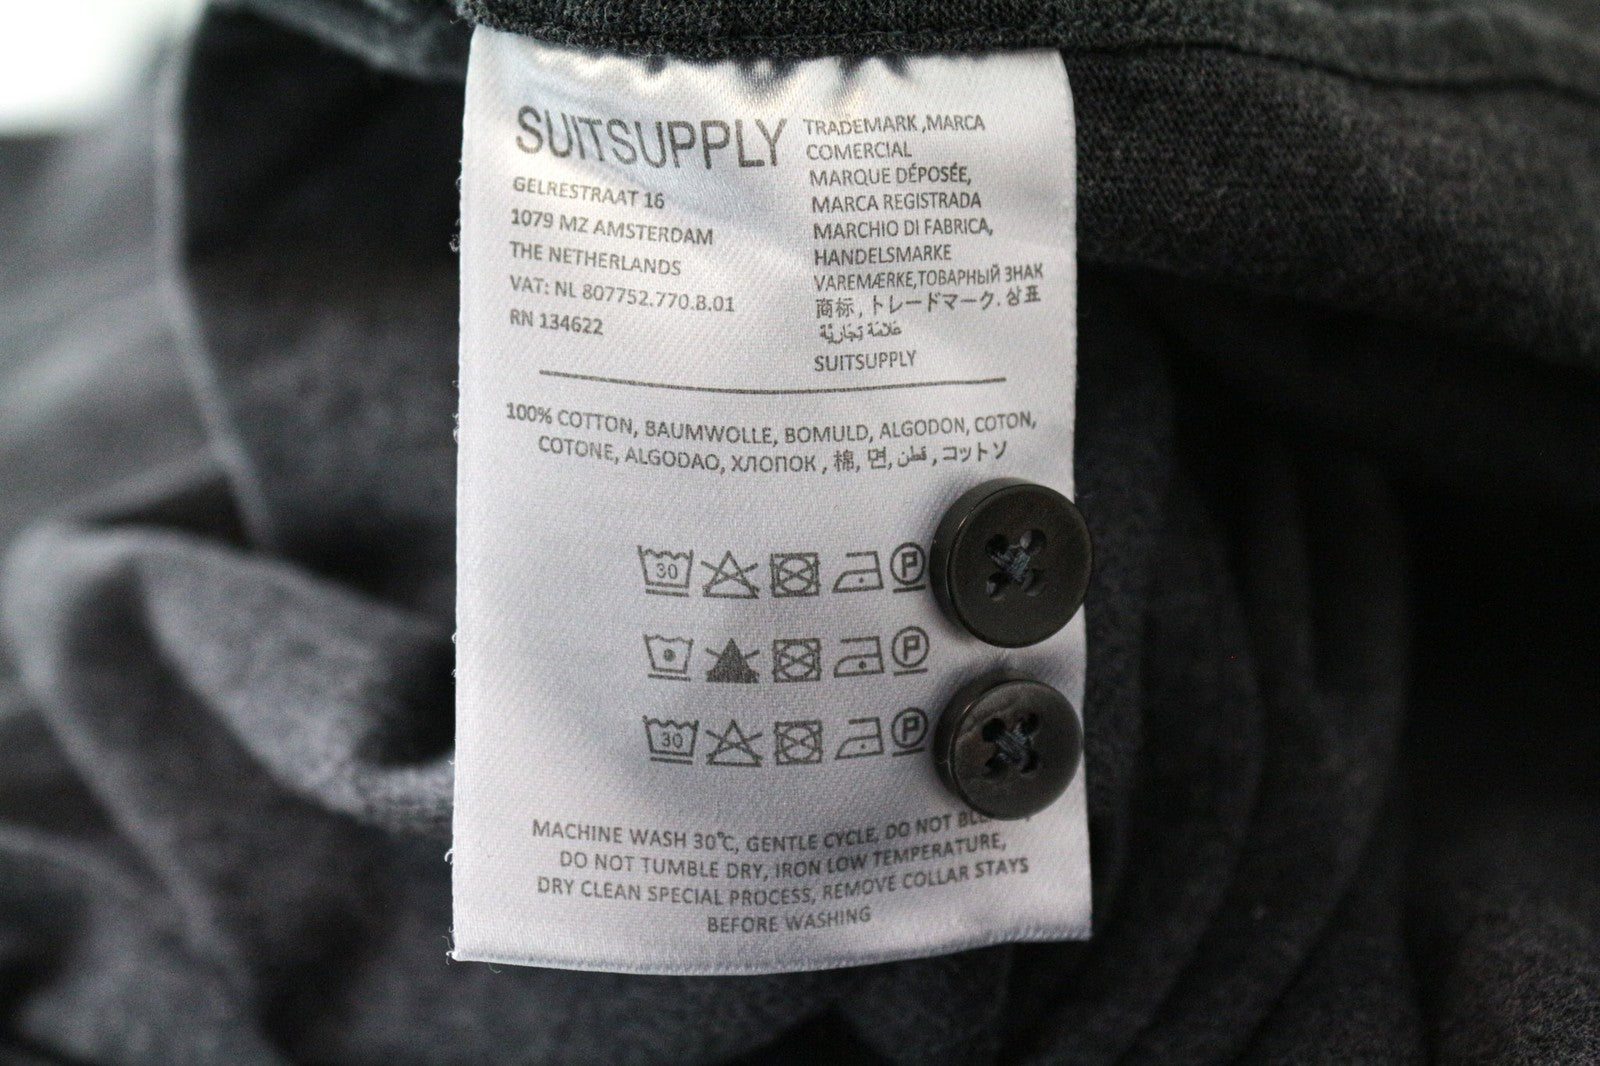 SUITSUPPLY
GELRESTRAAT 16
1079 MZ AMSTERDAM
THE NETHERLANDS
VAT: NL 807752.770.B.01
RN 134622
TRADEMARK ,MARCA
COMERCIAL
MARQUE DÉPOSÉE,
MARCA REGISTRADA
MARCHIO DI FABRICA,
HANDELSMARKE
VAREMÆRKE,ТОВАРНЫЙ ЗНАК
商标, トレードマーク. 상표
علامة تجارية
SUITSUPPLY
100% COTTON, BAUMWOLLE, BOMULD, ALGODON, COTON,
COTONE, ALGODAO, ХЛОПОК , 棉, 면, قطن, コットソ
30 P
P
30 P
MACHINE WASH 30℃, GENTLE CYCLE, DO NOT
DO NOT TUMBLE DRY, IRON LOW TEMPERATURE,
DRY CLEAN SPECIAL PROCESS, REMOVE COLLAR STAYS
BEFORE WASHING